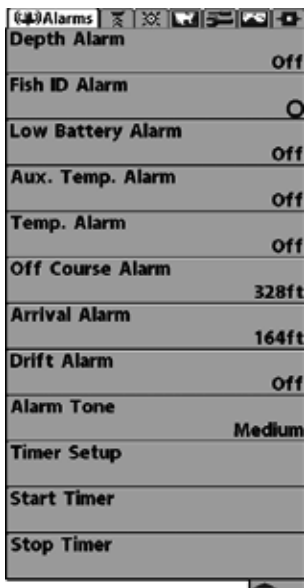 Alarms
Depth Alarm
Off
Fish ID Alarm
Low Battery Alarm
Off
Aux. Temp. Alarm
Off
Temp. Alarm
Off
Off Course Alarm
328ft
Arrival Alarm
164ft
Drift Alarm
Off
Alarm Tone
Medium
Timer Setup
Start Timer
Stop Timer